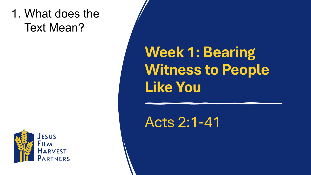 1. What does the
Text Mean?
Week 1: Bearing
Witness to People
Like You
Acts 2:1-41
JESUS
FILM
HARVEST
PARTNERS